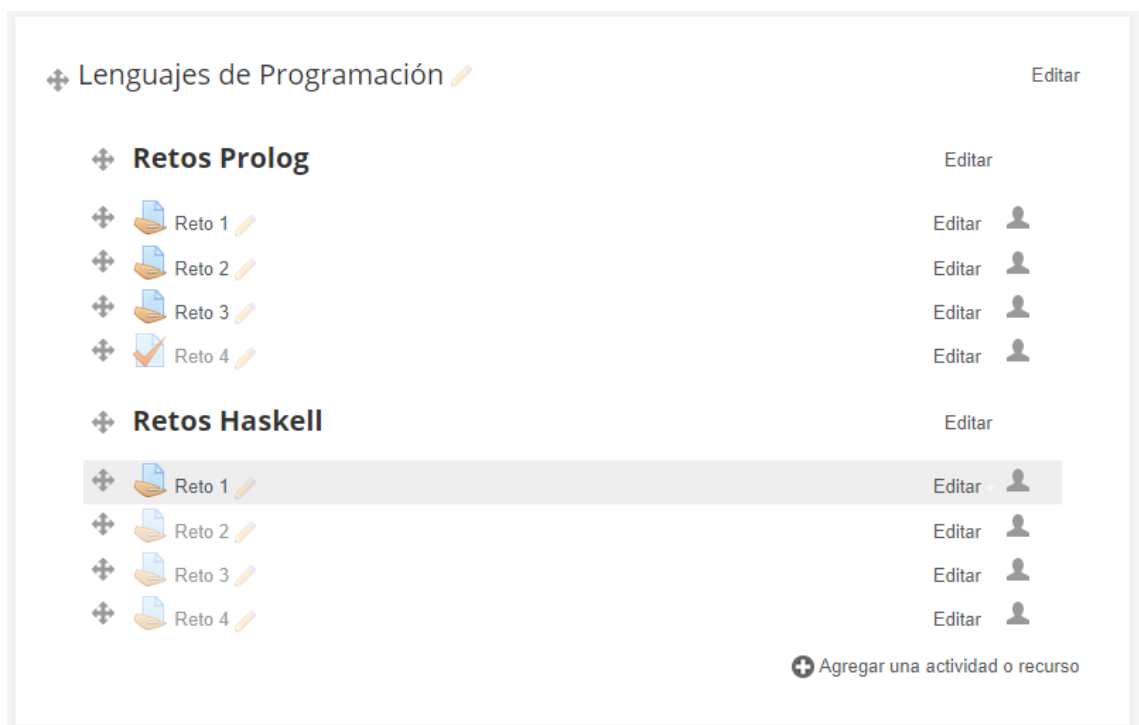 Lenguajes de Programación Editar
Retos Prolog Editar
Reto 1 Editar
Reto 2 Editar
Reto 3 Editar
Reto 4 Editar
Retos Haskell Editar
Reto 1 Editar
Reto 2 Editar
Reto 3 Editar
Reto 4 Editar
Agregar una actividad o recurso